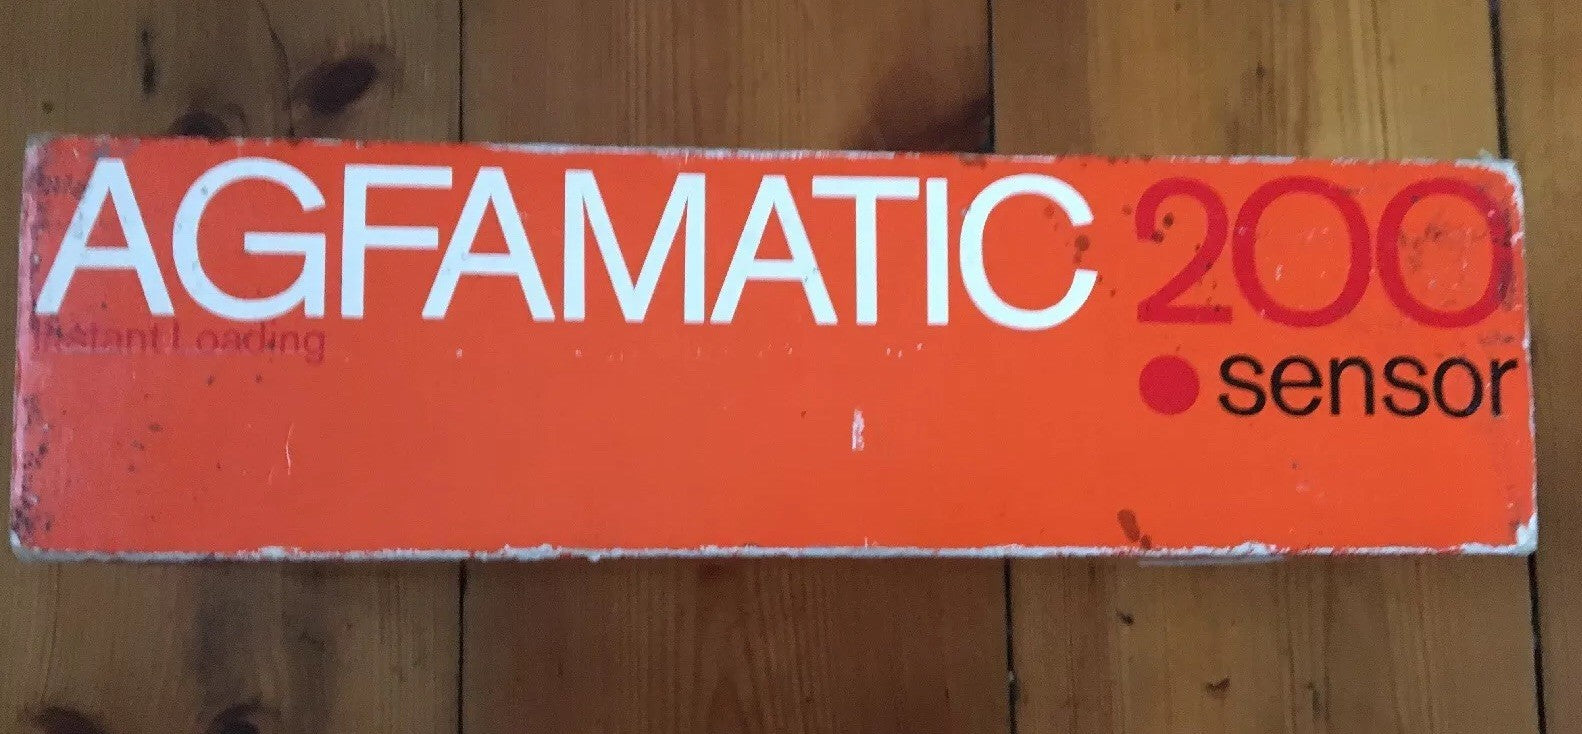 AGFAMATIC 200
Instant Loading
sensor